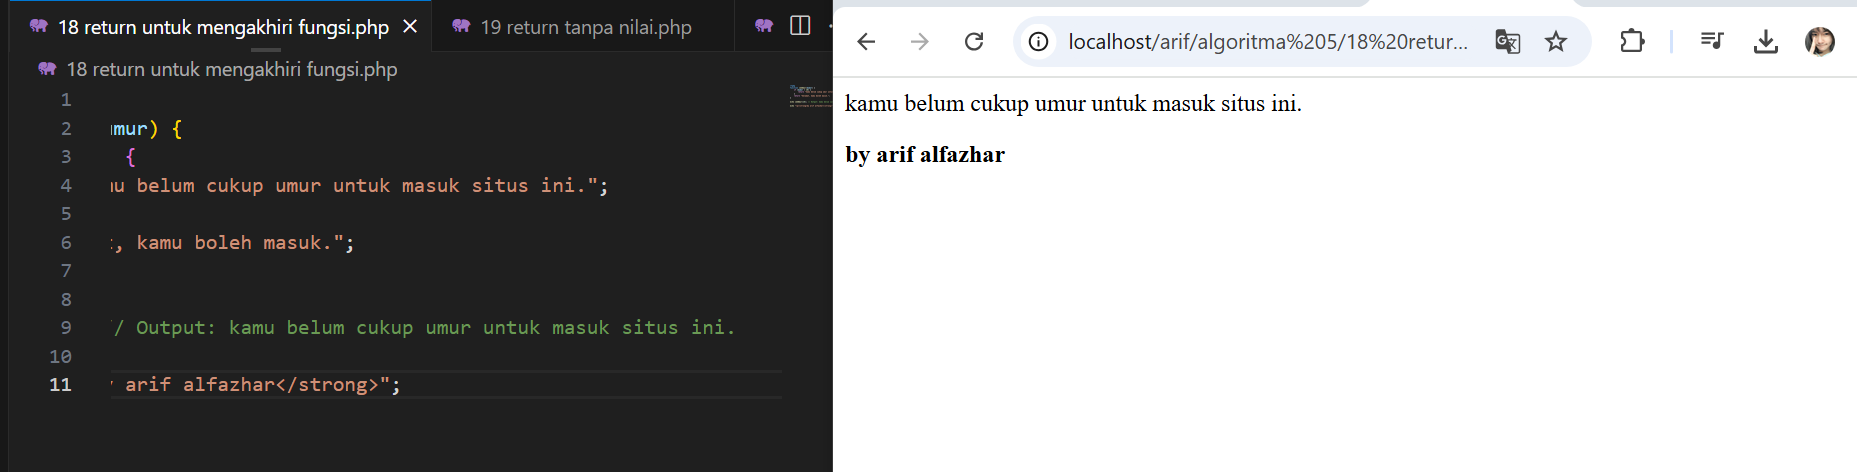 18 return untuk mengakhiri fungsi.php
19 return tanpa nilai.php
18 return untuk mengakhiri fungsi.php
1
2 umur) {
3 {
4 mu belum cukup umur untuk masuk situs ini.";
5
6 , kamu boleh masuk.";
7
8
9 // Output: kamu belum cukup umur untuk masuk situs ini.
10
11 arif alfazhar</strong>";
localhost/arif/algoritma%205/18%20retur...
kamu belum cukup umur untuk masuk situs ini.
by arif alfazhar